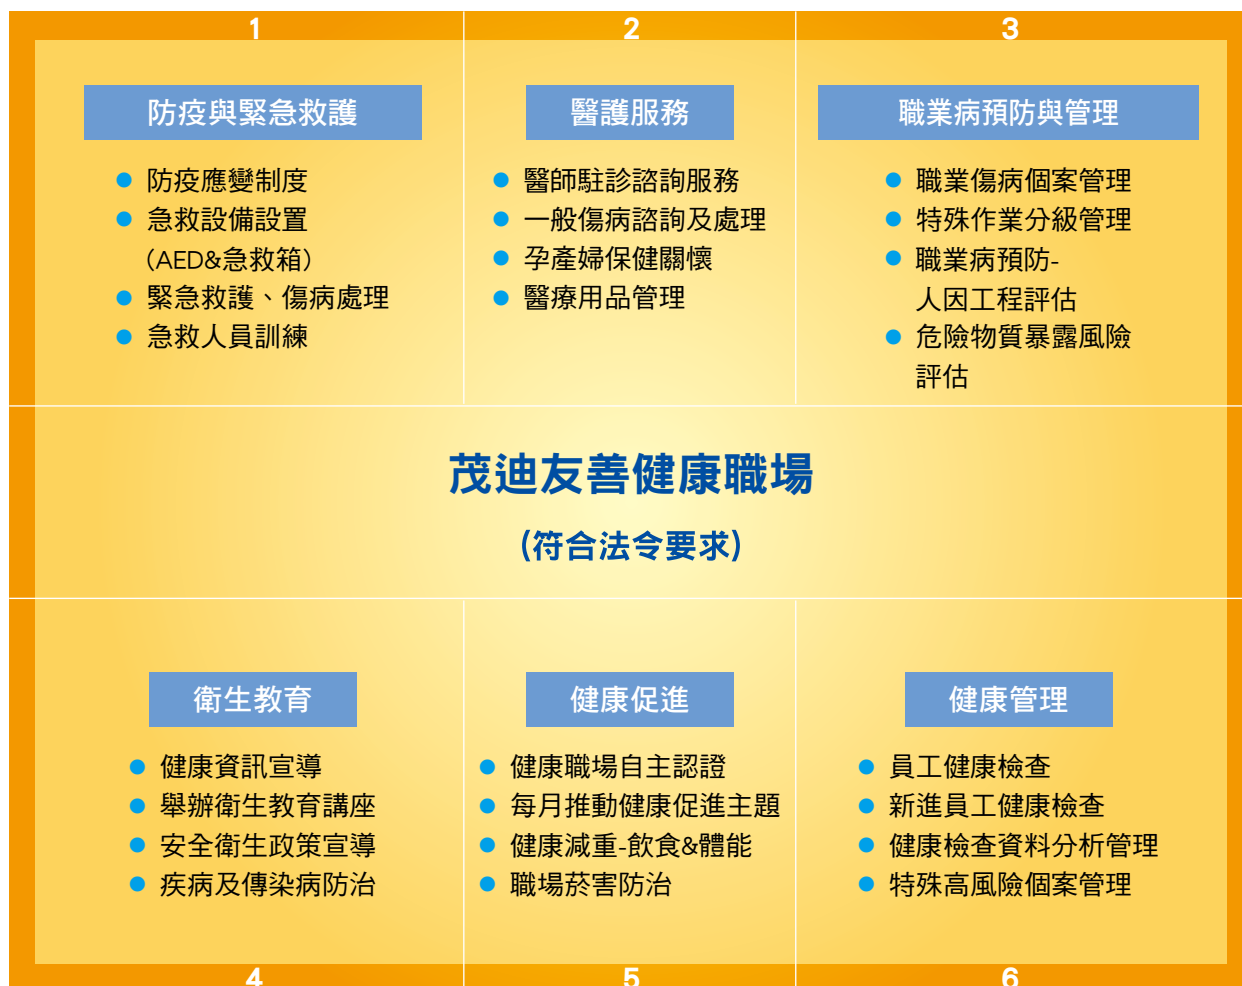 1
防疫與緊急救護
防疫應變制度
急救設備設置
(AED&急救箱)
緊急救護、傷病處理
急救人員訓練
2
醫護服務
醫師駐診諮詢服務
一般傷病諮詢及處理
孕產婦保健關懷
醫療用品管理
3
職業病預防與管理
職業傷病個案管理
特殊作業分級管理
職業病預防-
人因工程評估
危險物質暴露風險
評估
茂迪友善健康職場
(符合法令要求)
衛生教育
健康資訊宣導
舉辦衛生教育講座
安全衛生政策宣導
疾病及傳染病防治
4
健康促進
健康職場自主認證
每月推動健康促進主題
健康減重-飲食&體能
職場菸害防治
5
健康管理
員工健康檢查
新進員工健康檢查
健康檢查資料分析管理
特殊高風險個案管理
6